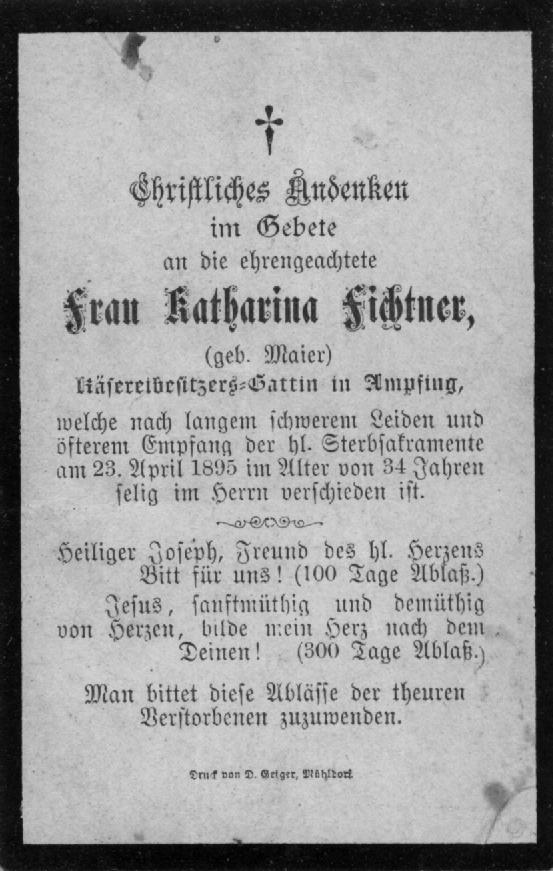 Christliches Andenken
im Gebete
an die ehrengeachtete
Frau Katharina Fichtner,
(geb. Maier)
Käsereibesitzers-Gattin in Ampfing,
welche nach langem schwerem Leiden und
öfterem Empfang der hl. Sterbsakramente
am 23. April 1895 im Alter von 34 Jahren
selig im Herrn verschieden ist.
Heiliger Joseph, Freund des hl. Herzens
Bitt für uns! (100 Tage Ablaß.)
Jesus, sanftmüthig und demüthig
von Herzen, bilde mein Herz nach dem
Deinen! (300 Tage Ablaß.)
Man bittet diese Ablässe der theuren
Verstorbenen zuzuwenden.
Druck von D. Geiger, Mühldorf.